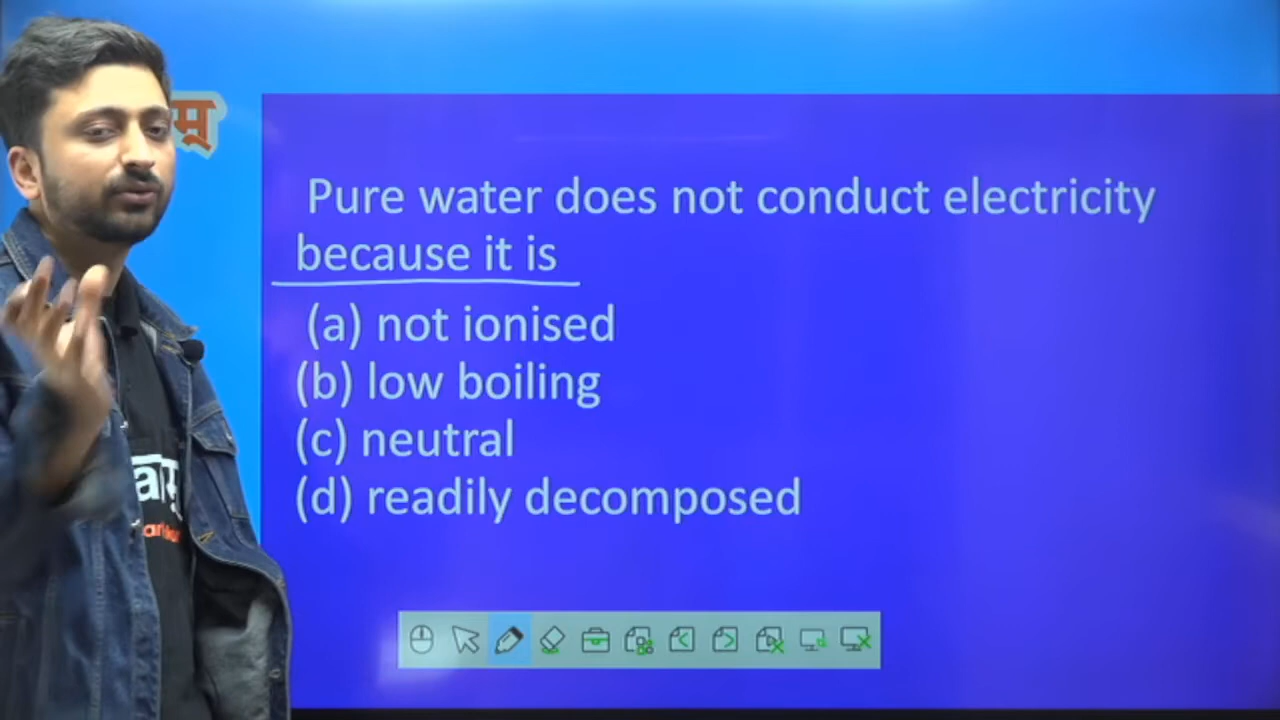 म्
Pure water does not conduct electricity
because it is
(a) not ionised
(b) low boiling
(c) neutral
(d) readily decomposed